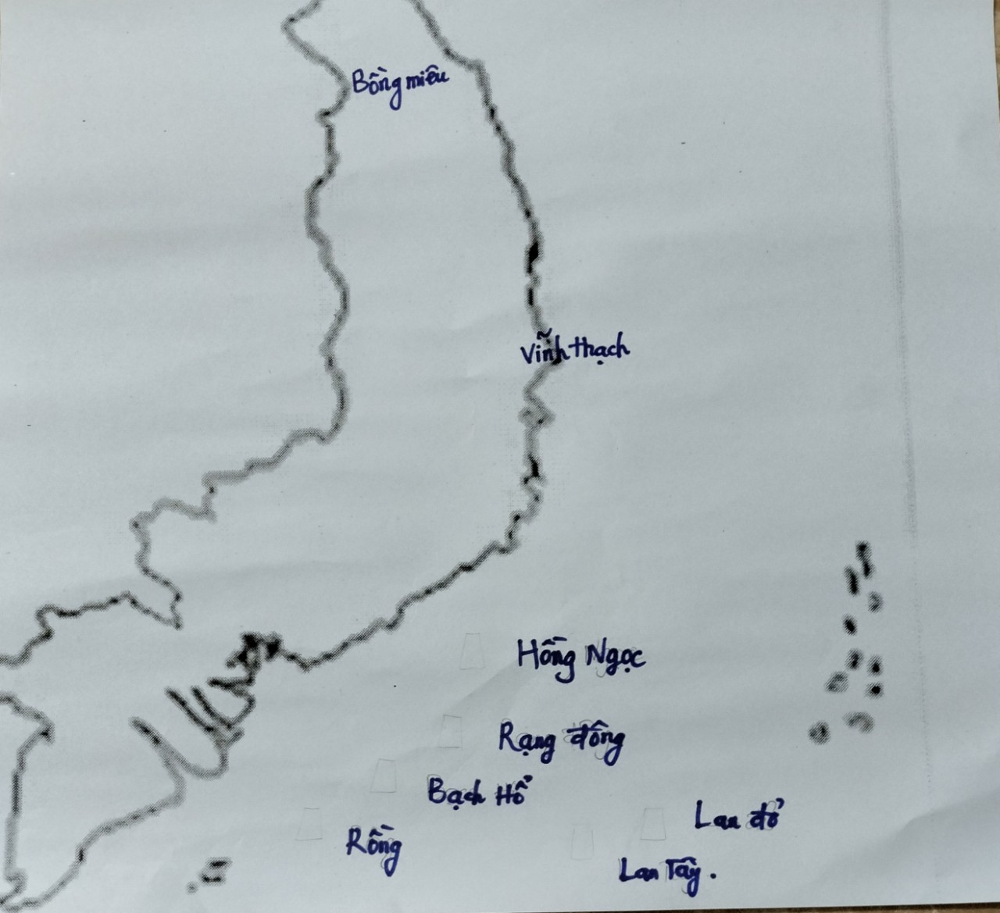 Bồng miêu
Vĩnh thạch
Hồng Ngọc
Rạng đông
Bạch Hổ
Lan đỏ
Rồng
Lan Tây.